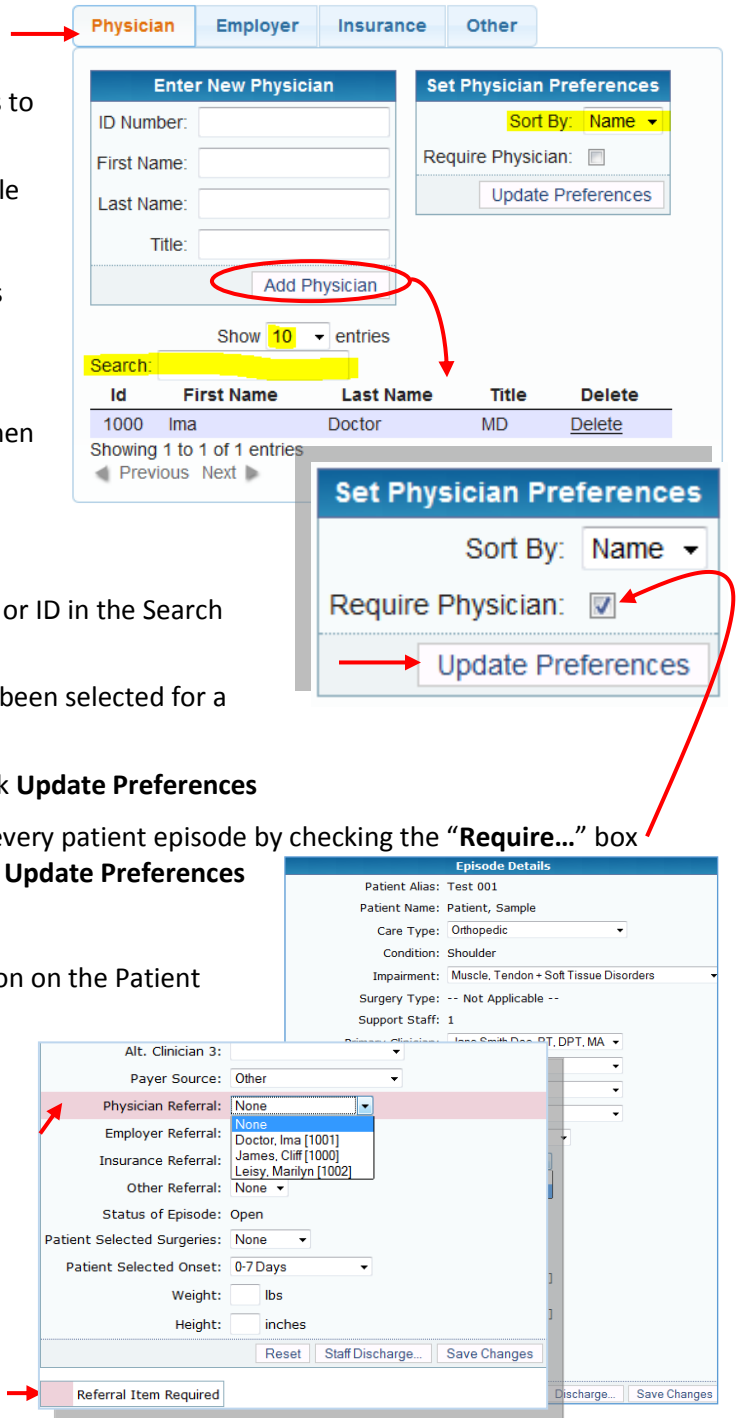 Physician Employer Insurance Other
Enter New Physician
ID Number:
First Name:
Last Name:
Title:
Add Physician
Set Physician Preferences
Sort By: Name
Require Physician:
Update Preferences
Show 10 entries
Search:
Id First Name Last Name Title Delete
1000 Ima Doctor MD Delete
Showing 1 to 1 of 1 entries
Previous Next
to
s
Set Physician Preferences
Sort By: Name
Require Physician:
Update Preferences
or ID in the Search
been selected for a
Update Preferences
every patient episode by checking the “Require…” box
Update Preferences
on on the Patient
Episode Details
Patient Alias: Test 001
Patient Name: Patient, Sample
Care Type: Orthopedic
Condition: Shoulder
Impairment: Muscle, Tendon + Soft Tissue Disorders
Surgery Type: -- Not Applicable --
Support Staff: 1
Discharge... Save Changes
Alt. Clinician 3:
Payer Source: Other
Physician Referral: None
None
Doctor, Ima [1001]
James, Cliff [1000]
Leisy, Marilyn [1002]
Employer Referral:
Insurance Referral:
Other Referral: None
Status of Episode: Open
Patient Selected Surgeries: None
Patient Selected Onset: 0-7 Days
Weight: lbs
Height: inches
Reset Staff Discharge... Save Changes
Referral Item Required